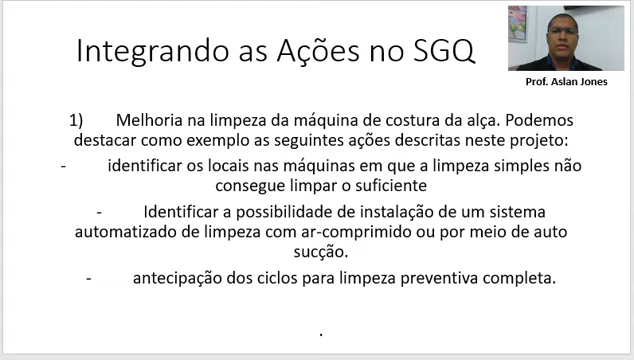 Integrando as Ações no SGQ
Prof. Aslan Jones
1) Melhoria na limpeza da máquina de costura da alça. Podemos
destacar como exemplo as seguintes ações descritas neste projeto:
- identificar os locais nas máquinas em que a limpeza simples não
consegue limpar o suficiente
- Identificar a possibilidade de instalação de um sistema
automatizado de limpeza com ar-comprimido ou por meio de auto
sucção.
- antecipação dos ciclos para limpeza preventiva completa.
.